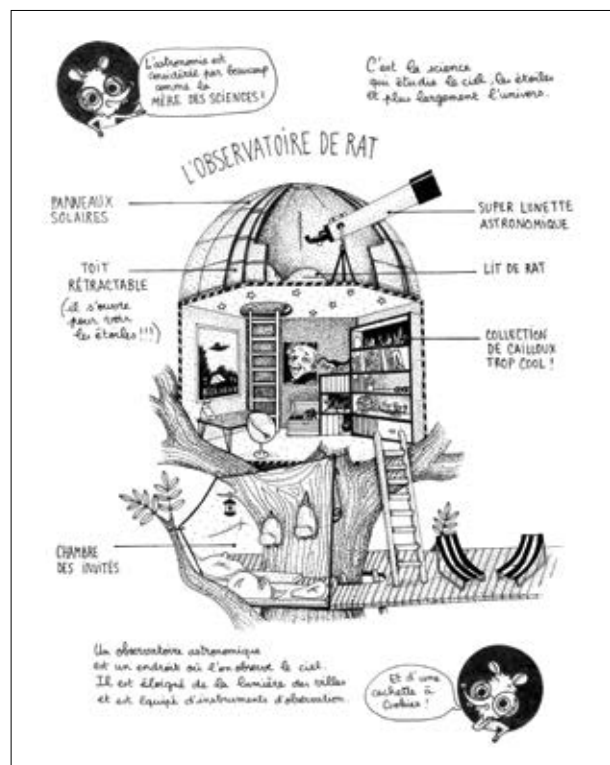 L'astronomie est
considérée par beaucoup
comme la
MÈRE DES SCIENCES !
C'est la science
qui étudie le ciel, les étoiles
et plus largement l'univers.
L'OBSERVATOIRE DE RAT
PANNEAUX
SOLAIRES
SUPER LUNETTE
ASTRONOMIQUE
TOIT
RÉTRACTABLE
(il s'ouvre
pour voir
les étoiles!!!)
LIT DE RAT
COLLECTION
DE CAILLOUX
TROP COOL !
CHAMBRE
DES INVITÉS
Un observatoire astronomique
est un endroit où l'on observe le ciel.
Il est éloigné de la lumière des villes
et est équipé d'instruments d'observation.
Et d'une
cachette à
Cookies !